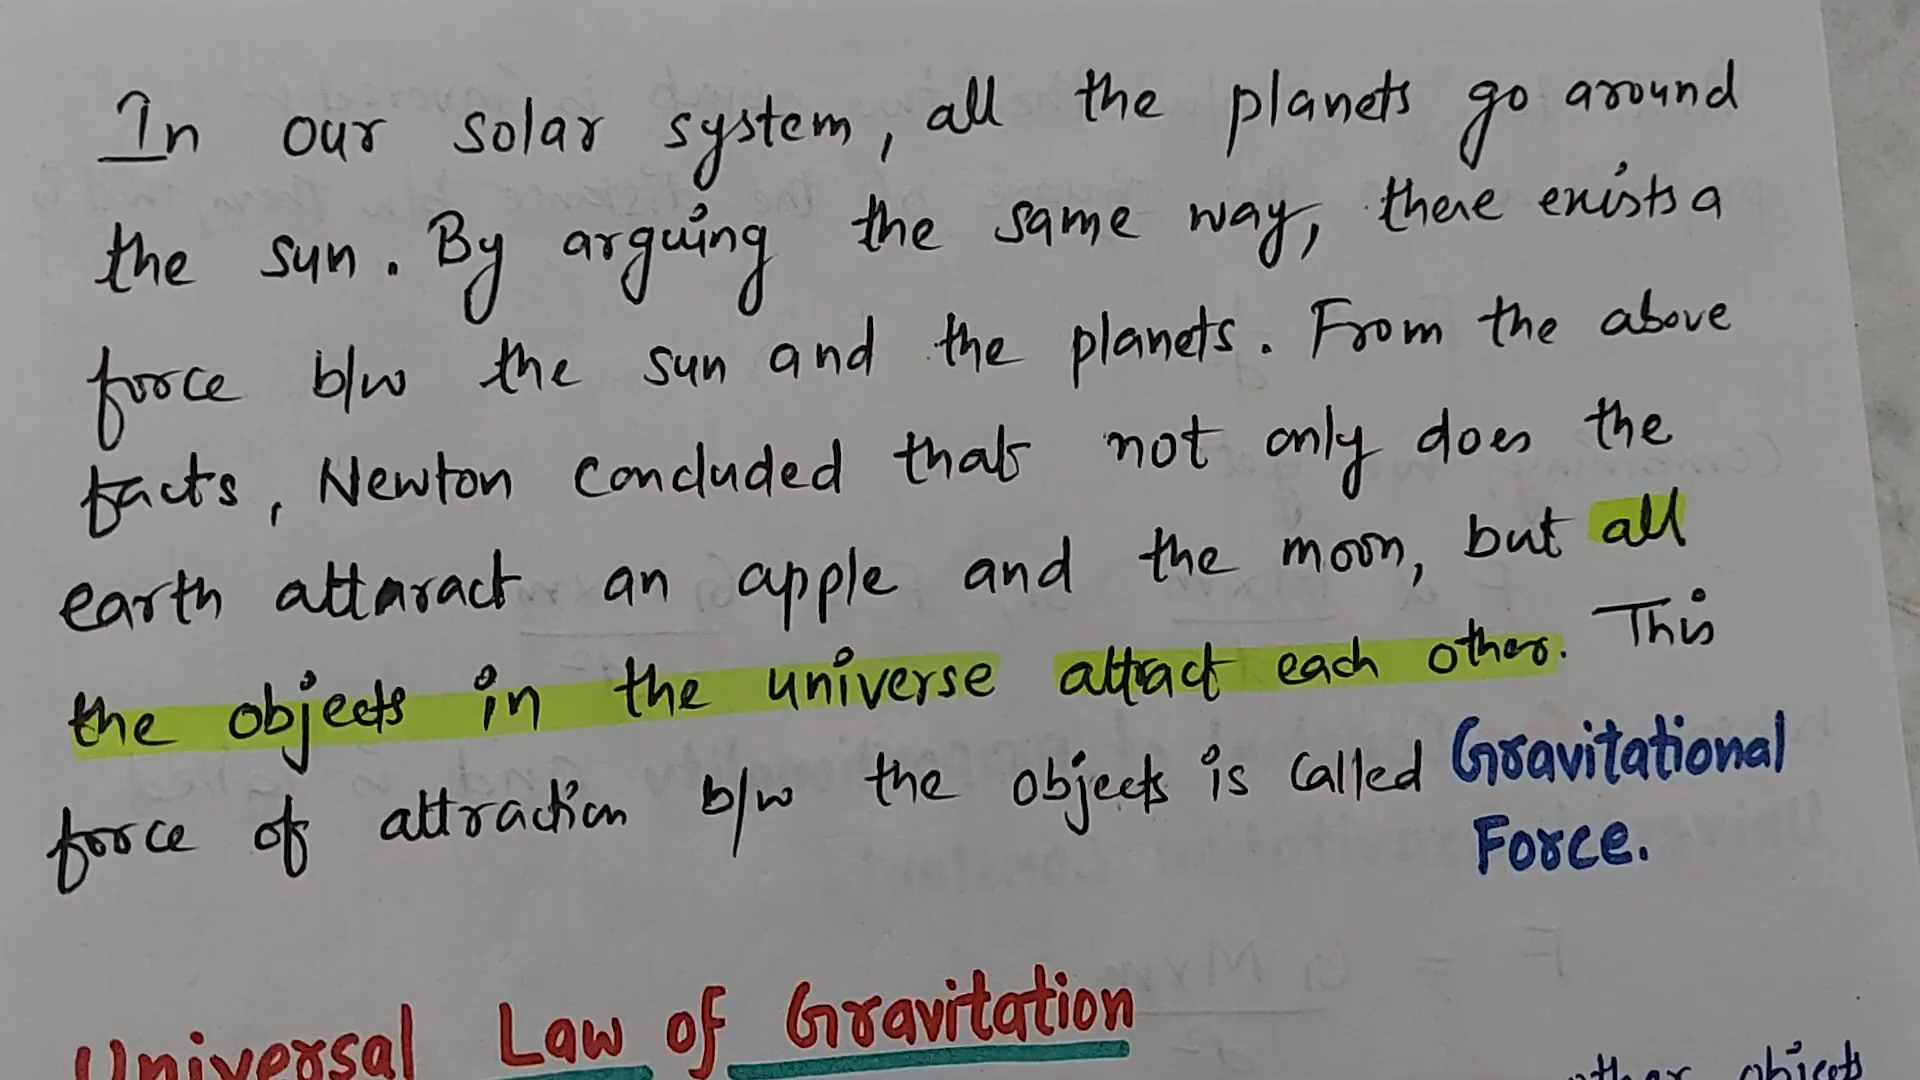 In our solar system, all the planets go around
the sun. By arguing the same way, there exists a
force b/w the sun and the planets. From the above
facts, Newton concluded that not only does the
earth attaract an apple and the moon, but all
the objects in the universe attract each other. This
force of attraction b/w the objects is called Gravitational
Force.
Universal Law of Gravitation
other objects